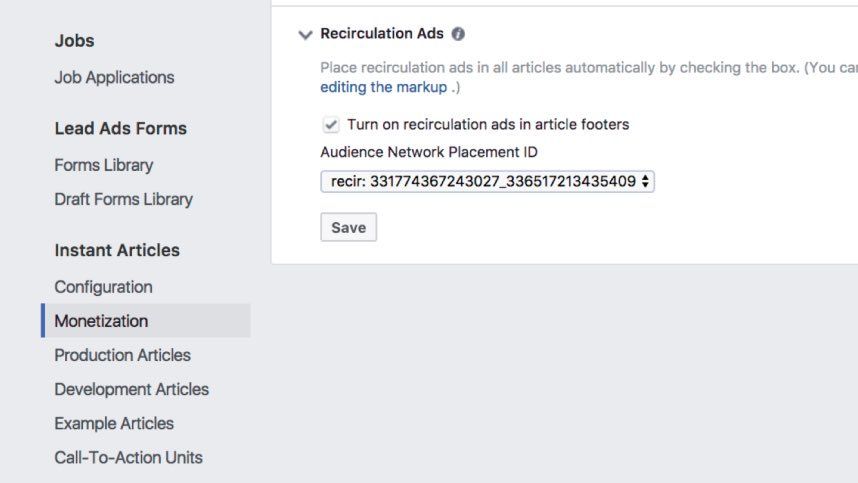 Jobs
Job Applications
Lead Ads Forms
Forms Library
Draft Forms Library
Instant Articles
Configuration
Monetization
Production Articles
Development Articles
Example Articles
Call-To-Action Units
Recirculation Ads
Place recirculation ads in all articles automatically by checking the box. (You can
editing the markup .)
Turn on recirculation ads in article footers
Audience Network Placement ID
recir: 331774367243027_336517213435409
Save